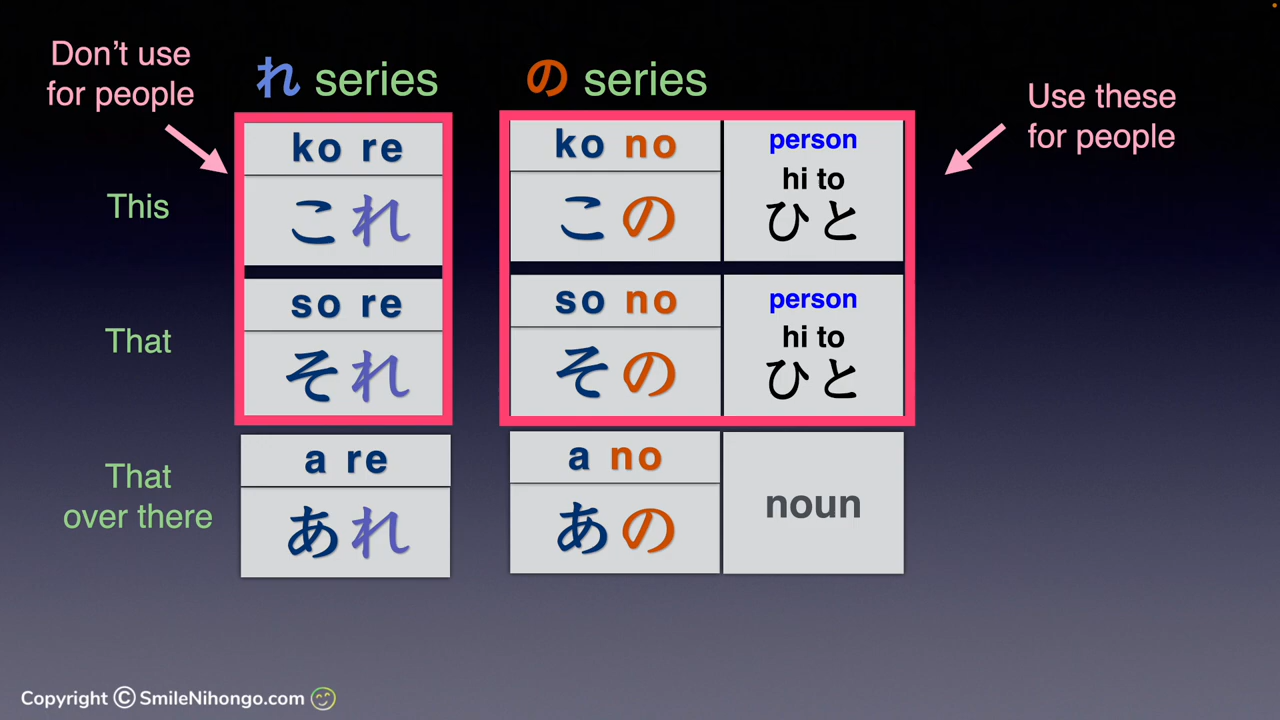 Don't use
for people
れ series
の series
Use these
for people
This
ko re
これ
ko no
この
person
hi to
ひと
That
so re
それ
so no
その
person
hi to
ひと
That
over there
a re
あれ
a no
あの
noun
Copyright © SmileNihongo.com